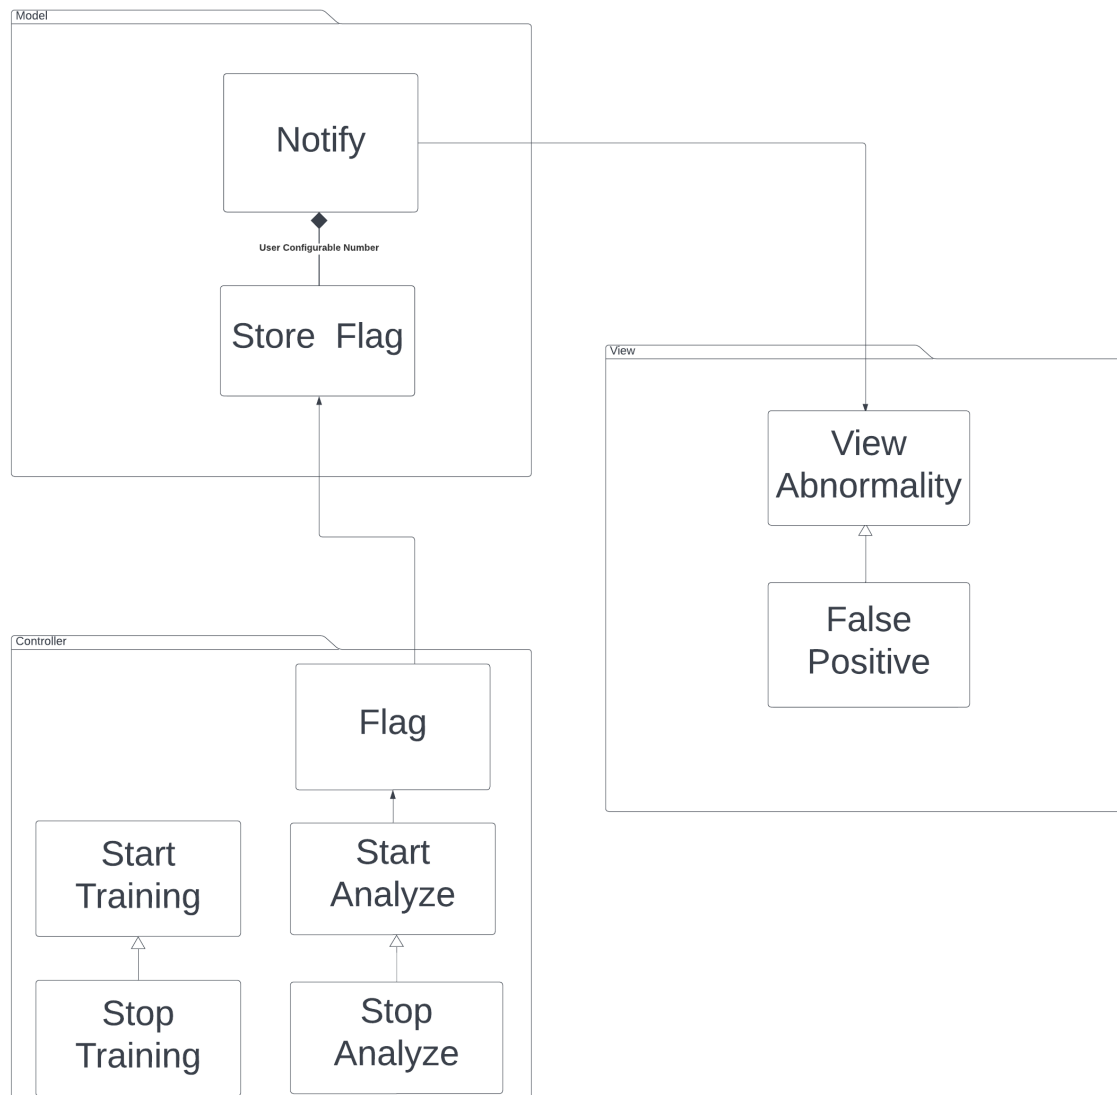 Model
Notify
User Configurable Number
Store Flag
View
View
Abnormality
False
Positive
Controller
Flag
Start
Training
Start
Analyze
Stop
Training
Stop
Analyze